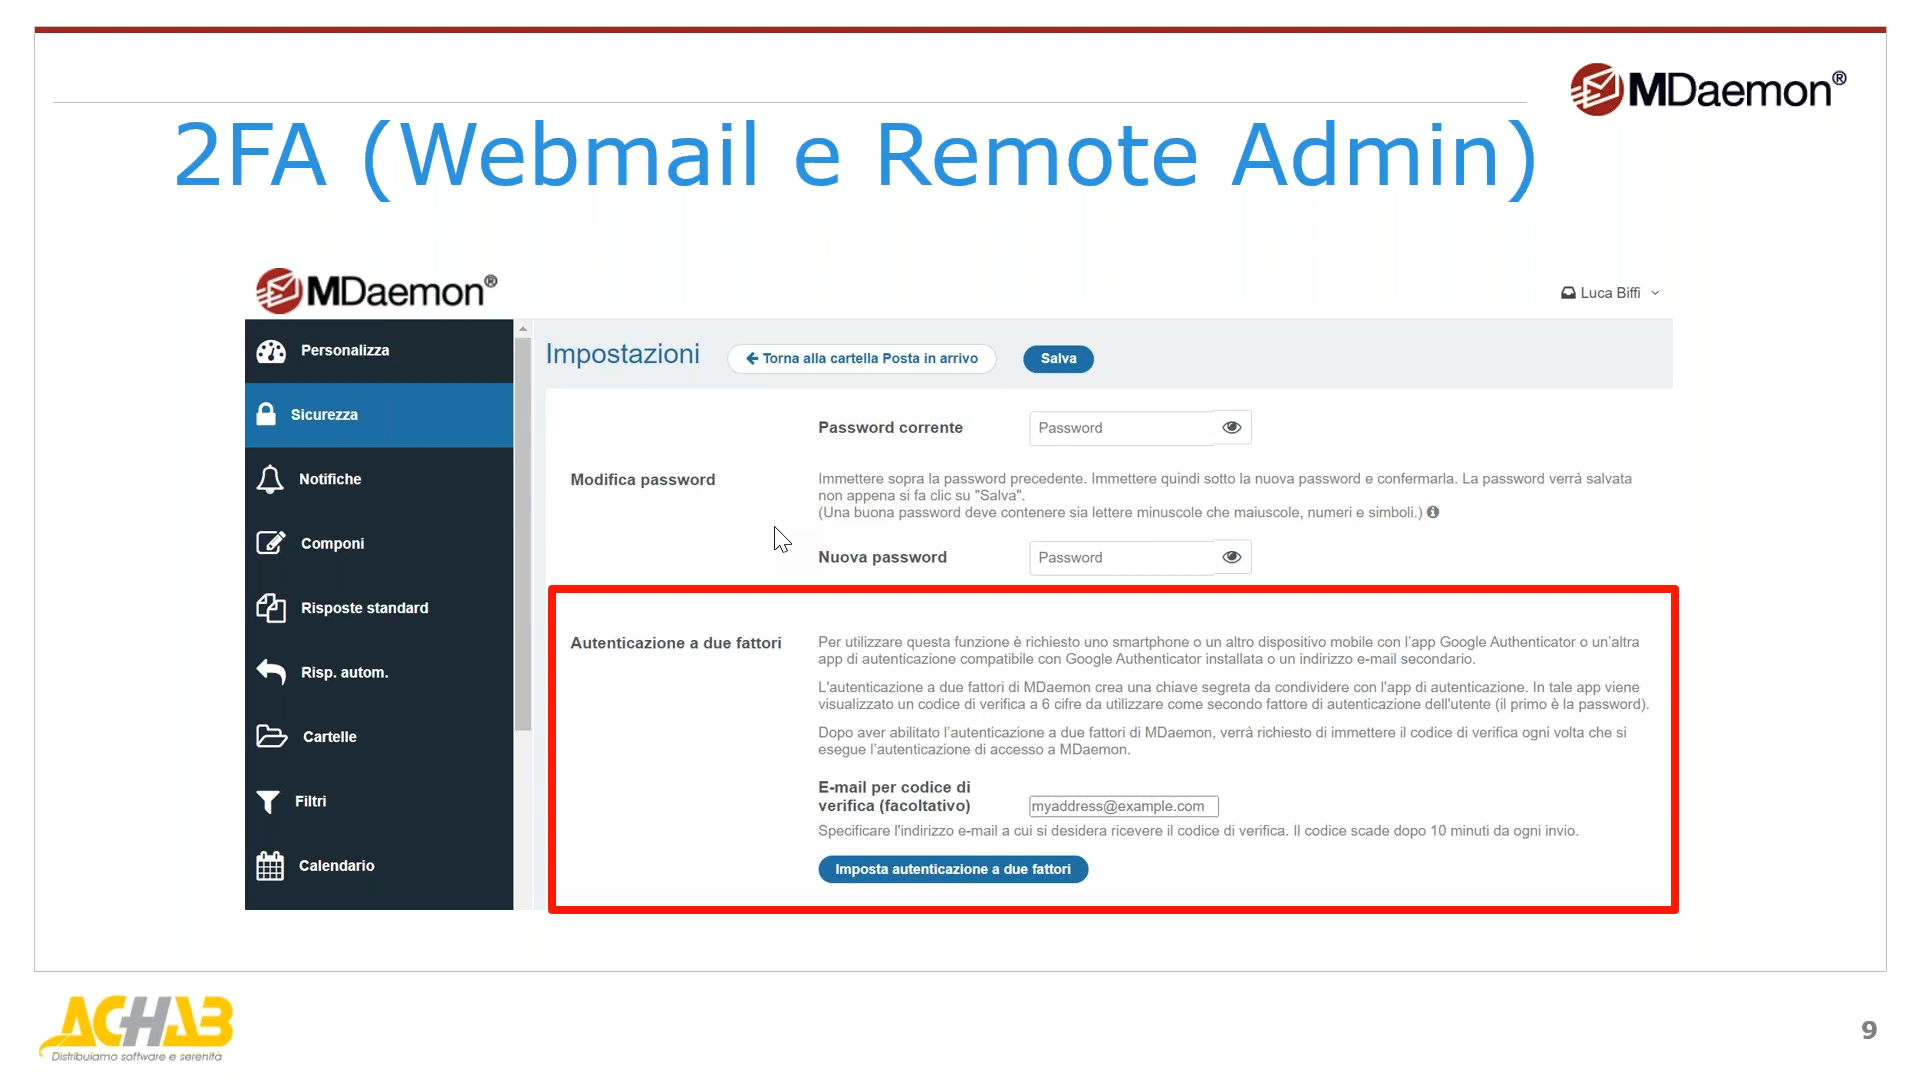 MDaemon®
2FA (Webmail e Remote Admin)
MDaemon®
Luca Biffi
Personalizza
Sicurezza
Notifiche
Componi
Risposte standard
Risp. autom.
Cartelle
Filtri
Calendario
Impostazioni
Torna alla cartella Posta in arrivo
Salva
Password corrente
Password
Modifica password
Immettere sopra la password precedente. Immettere quindi sotto la nuova password e confermarla. La password verrà salvata
non appena si fa clic su "Salva".
(Una buona password deve contenere sia lettere minuscole che maiuscole, numeri e simboli.)
Nuova password
Password
Autenticazione a due fattori
Per utilizzare questa funzione è richiesto uno smartphone o un altro dispositivo mobile con l’app Google Authenticator o un’altra
app di autenticazione compatibile con Google Authenticator installata o un indirizzo e-mail secondario.
L'autenticazione a due fattori di MDaemon crea una chiave segreta da condividere con l'app di autenticazione. In tale app viene
visualizzato un codice di verifica a 6 cifre da utilizzare come secondo fattore di autenticazione dell'utente (il primo è la password).
Dopo aver abilitato l’autenticazione a due fattori di MDaemon, verrà richiesto di immettere il codice di verifica ogni volta che si
esegue l’autenticazione di accesso a MDaemon.
E-mail per codice di
verifica (facoltativo)
myaddress@example.com
Specificare l'indirizzo e-mail a cui si desidera ricevere il codice di verifica. Il codice scade dopo 10 minuti da ogni invio.
Imposta autenticazione a due fattori
ACHAB
Distribuiamo software e serenità
9